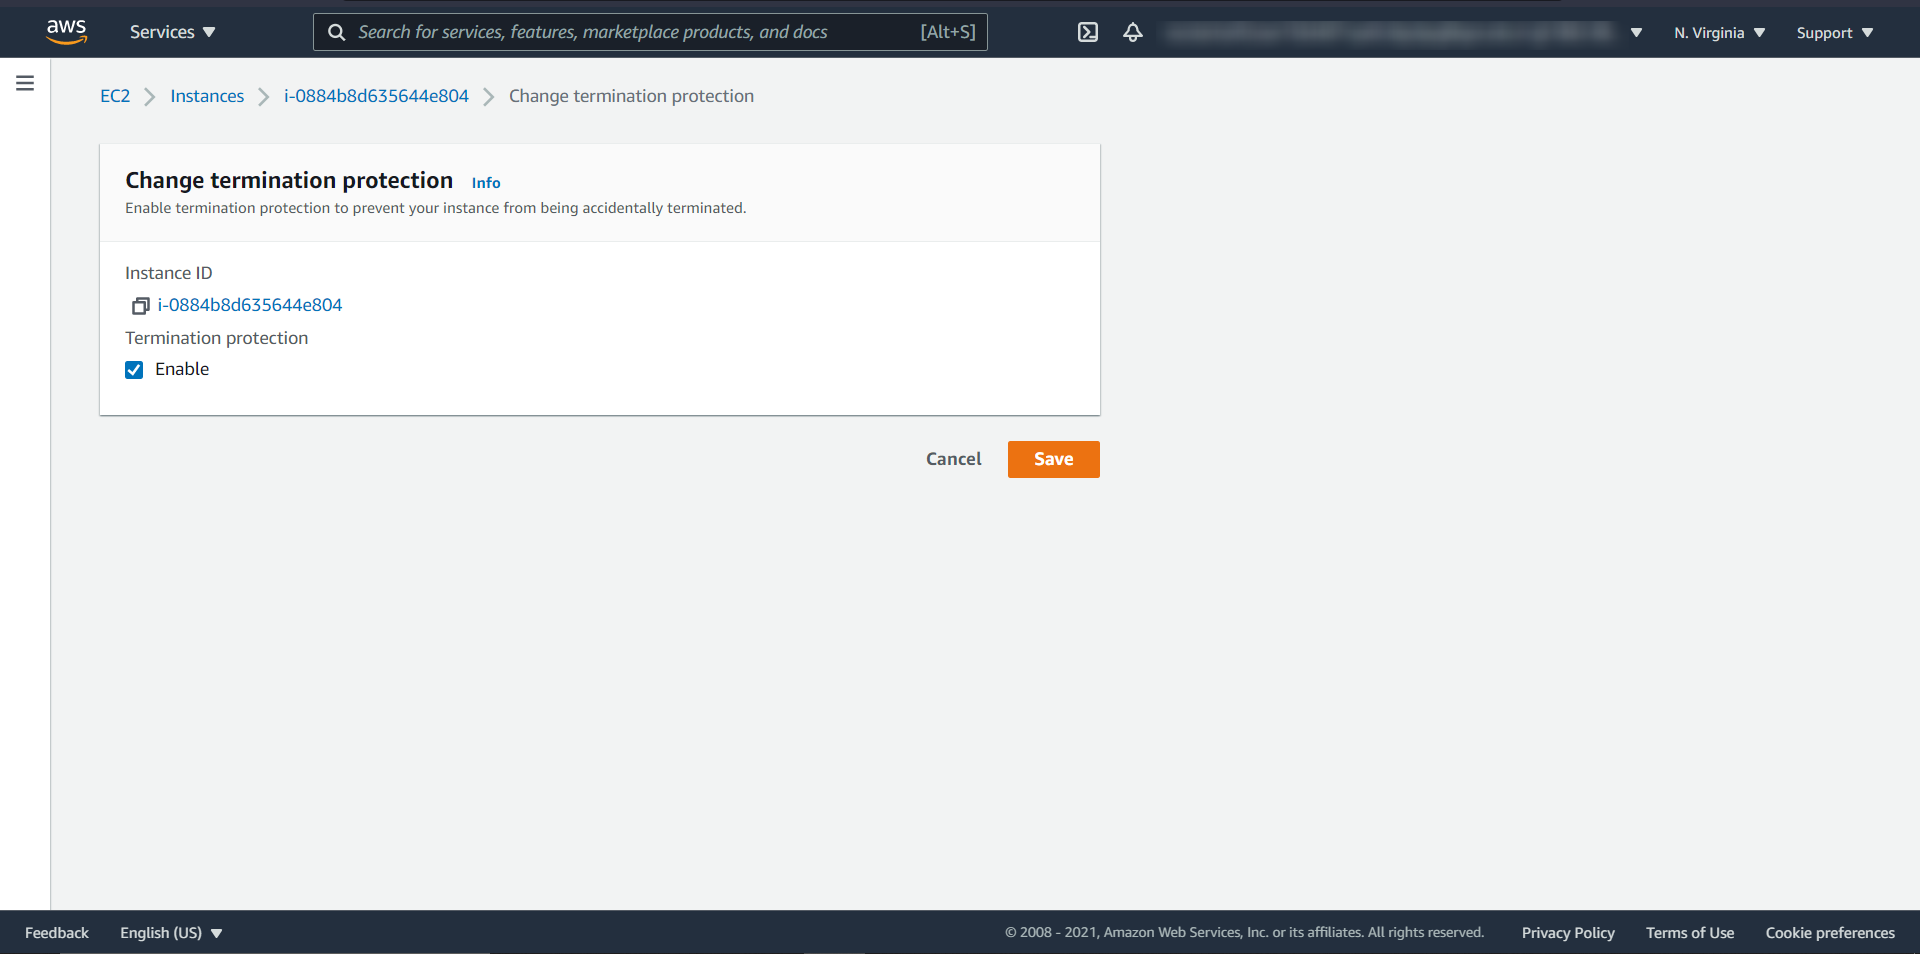 aws
Services
Search for services, features, marketplace products, and docs [Alt+S]
N. Virginia
Support
EC2 Instances i-0884b8d635644e804 Change termination protection
Change termination protection Info
Enable termination protection to prevent your instance from being accidentally terminated.
Instance ID
i-0884b8d635644e804
Termination protection
Enable
Cancel Save
Feedback English (US) © 2008 - 2021, Amazon Web Services, Inc. or its affiliates. All rights reserved. Privacy Policy Terms of Use Cookie preferences